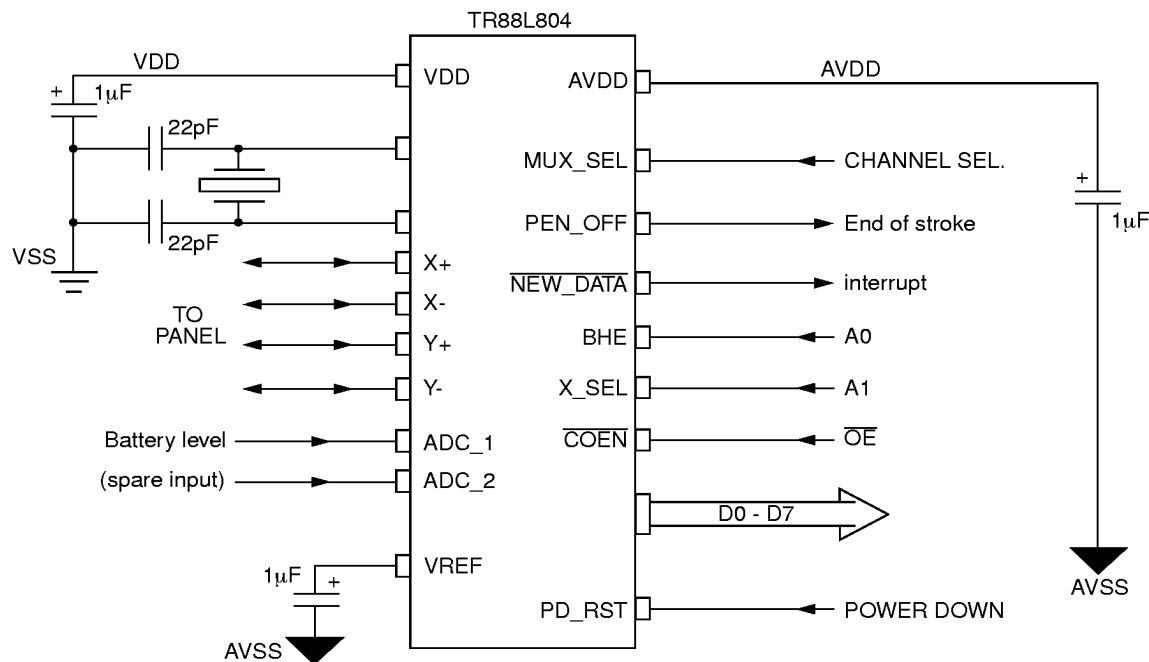 TR88L804
VDD
1μF
+
22pF
22pF
VSS
TO
PANEL
Battery level
(spare input)
1μF
+
AVSS
VDD
X+
X-
Y+
Y-
ADC_1
ADC_2
VREF
AVDD
MUX_SEL
PEN_OFF
NEW_DATA
BHE
X_SEL
COEN
PD_RST
AVDD
CHANNEL SEL.
End of stroke
interrupt
A0
A1
OE
D0 - D7
POWER DOWN
+
1μF
AVSS